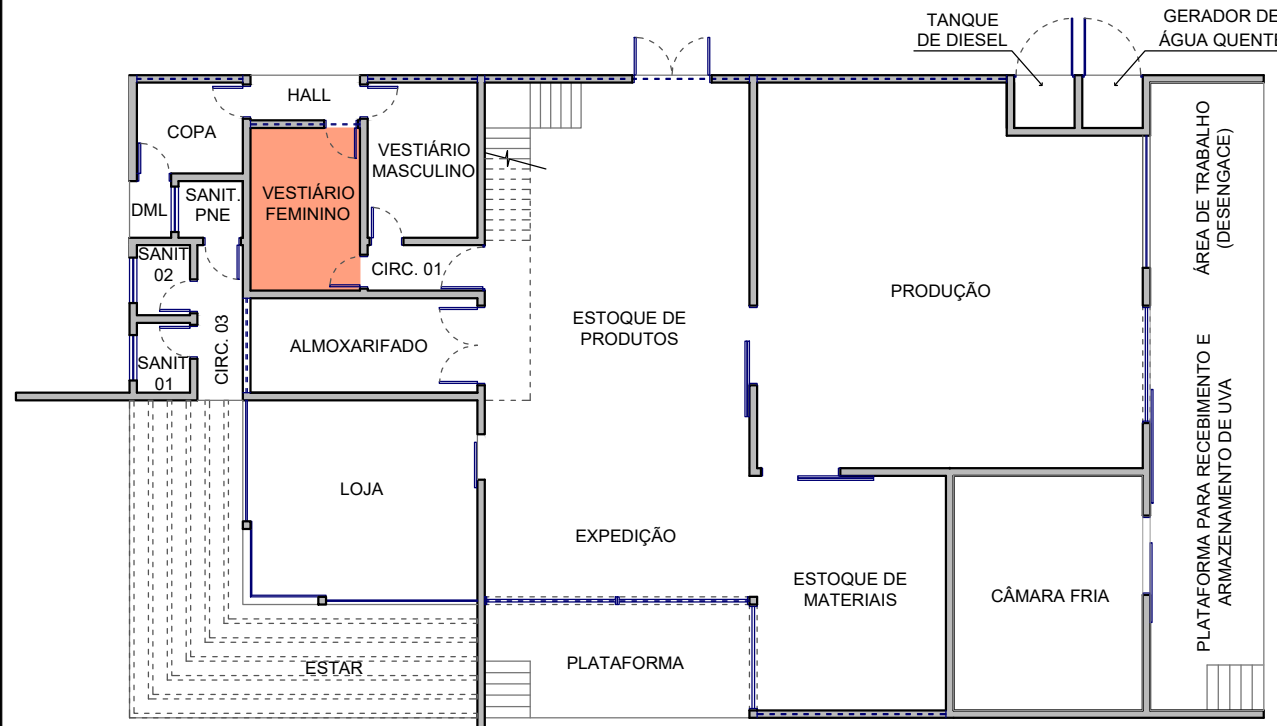 TANQUE
DE DIESEL
GERADOR DE
ÁGUA QUENTE
HALL
COPA
VESTIÁRIO
MASCULINO
VESTIÁRIO
FEMININO
SANIT.
PNE
DML
SANIT
02
CIRC. 01
SANIT
01
CIRC. 03
ALMOXARIFADO
ESTOQUE DE
PRODUTOS
PRODUÇÃO
ÁREA DE TRABALHO
(DESENGACE)
PLATAFORMA PARA RECEBIMENTO E
ARMAZENAMENTO DE UVA
LOJA
EXPEDIÇÃO
ESTOQUE DE
MATERIAIS
CÂMARA FRIA
ESTAR
PLATAFORMA